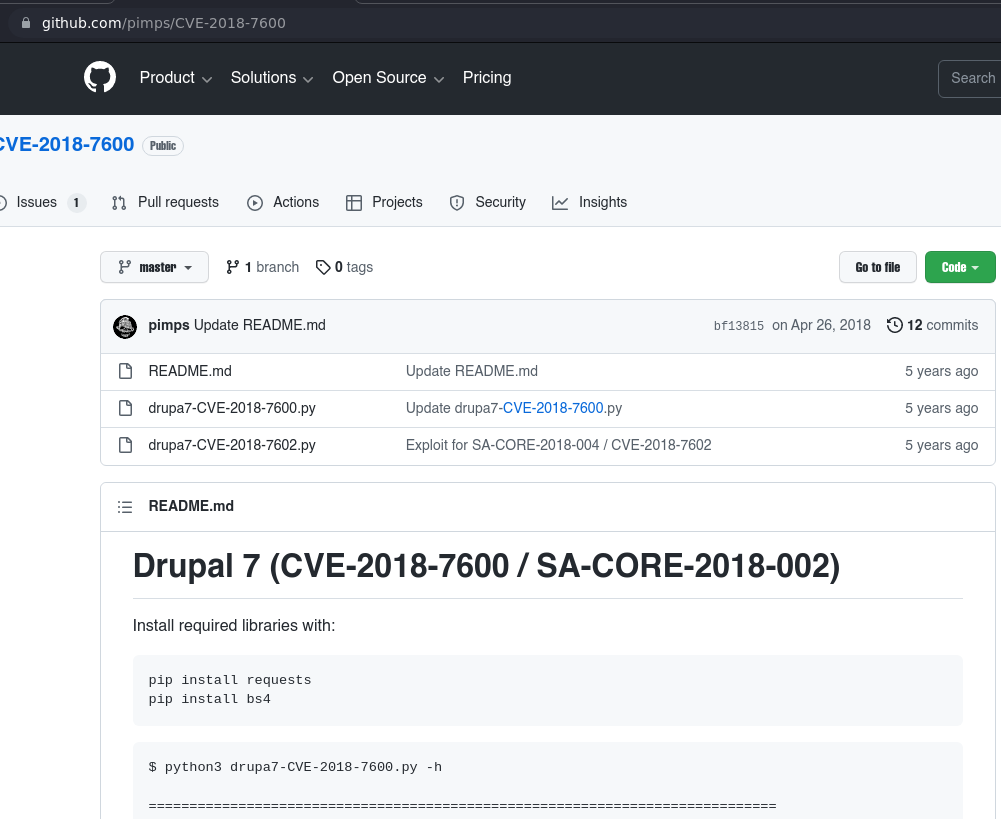 github.com/pimps/CVE-2018-7600
Product Solutions Open Source Pricing Search
CVE-2018-7600 Public
Issues 1 Pull requests Actions Projects Security Insights
master 1 branch 0 tags Go to file Code
pimps Update README.md bf13815 on Apr 26, 2018 12 commits
README.md Update README.md 5 years ago
drupa7-CVE-2018-7600.py Update drupa7-CVE-2018-7600.py 5 years ago
drupa7-CVE-2018-7602.py Exploit for SA-CORE-2018-004 / CVE-2018-7602 5 years ago
README.md
Drupal 7 (CVE-2018-7600 / SA-CORE-2018-002)
Install required libraries with:
pip install requests
pip install bs4
$ python3 drupa7-CVE-2018-7600.py -h
=============================================================================